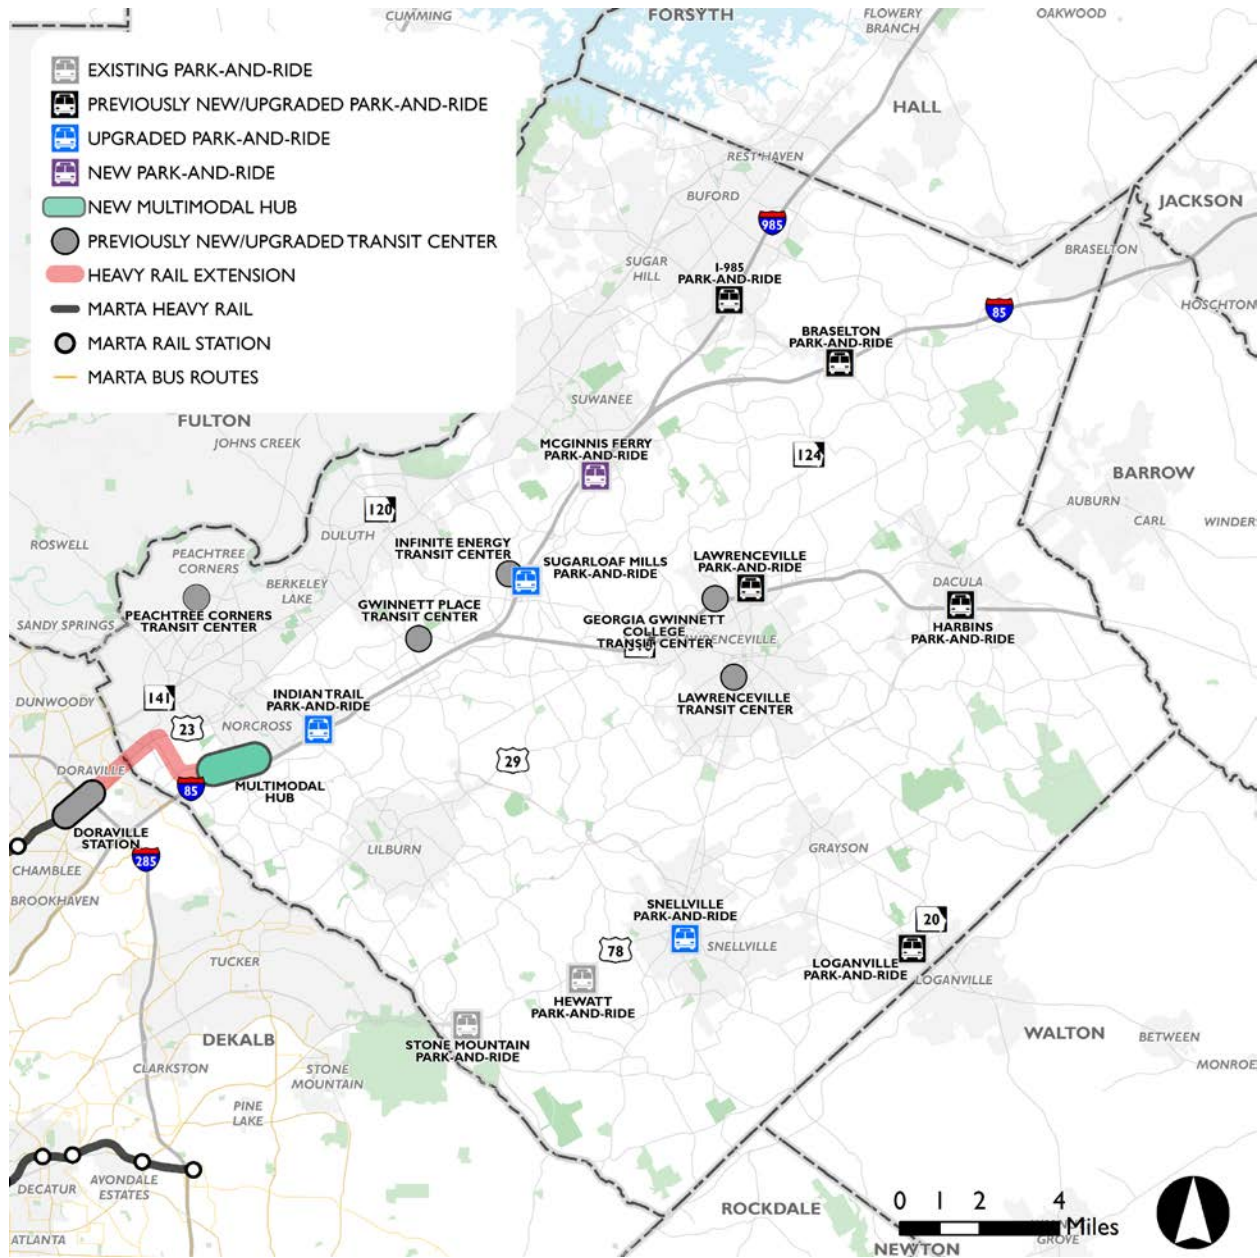 CUMMING
FORSYTH
FLOWERY
BRANCH
OAKWOOD
EXISTING PARK-AND-RIDE
PREVIOUSLY NEW/UPGRADED PARK-AND-RIDE
UPGRADED PARK-AND-RIDE
NEW PARK-AND-RIDE
NEW MULTIMODAL HUB
PREVIOUSLY NEW/UPGRADED TRANSIT CENTER
HEAVY RAIL EXTENSION
MARTA HEAVY RAIL
MARTA RAIL STATION
MARTA BUS ROUTES
HALL
REST HAVEN
BUFORD
JACKSON
985
BRASELTON
SUGAR
HILL
I-985
PARK-AND-RIDE
HOSCHTON
85
BRASELTON
PARK-AND-RIDE
SUWANEE
FULTON
JOHNS CREEK
MCGINNIS FERRY
PARK-AND-RIDE
124
BARROW
AUBURN
CARL
WINDER
120
DULUTH
ROSWELL
PEACHTREE
CORNERS
INFINITE ENERGY
TRANSIT CENTER
SUGARLOAF MILLS
PARK-AND-RIDE
LAWRENCEVILLE
PARK-AND-RIDE
DACULA
BERKELEY
LAKE
PEACHTREE CORNERS
TRANSIT CENTER
GWINNETT PLACE
TRANSIT CENTER
GEORGIA GWINNETT
COLLEGE
TRANSIT CENTER
HARBINS
PARK-AND-RIDE
SANDY SPRINGS
LAWRENCEVILLE
TRANSIT CENTER
DUNWOODY
141
23
NORCROSS
INDIAN TRAIL
PARK-AND-RIDE
29
DORAVILLE
85
MULTIMODAL
HUB
DORAVILLE
STATION
285
CHAMBLEE
BROOKHAVEN
LILBURN
GRAYSON
SNELLVILLE
PARK-AND-RIDE
SNELLVILLE
20
78
LOGANVILLE
PARK-AND-RIDE
LOGANVILLE
TUCKER
HEWATT
PARK-AND-RIDE
STONE MOUNTAIN
PARK-AND-RIDE
DEKALB
WALTON
BETWEEN
MONROE
CLARKSTON
STONE
MOUNTAIN
PINE
LAKE
DECATUR
AVONDALE
ESTATES
ATLANTA
ROCKDALE
NEWTON
0 1 2 4
Miles
GROVE